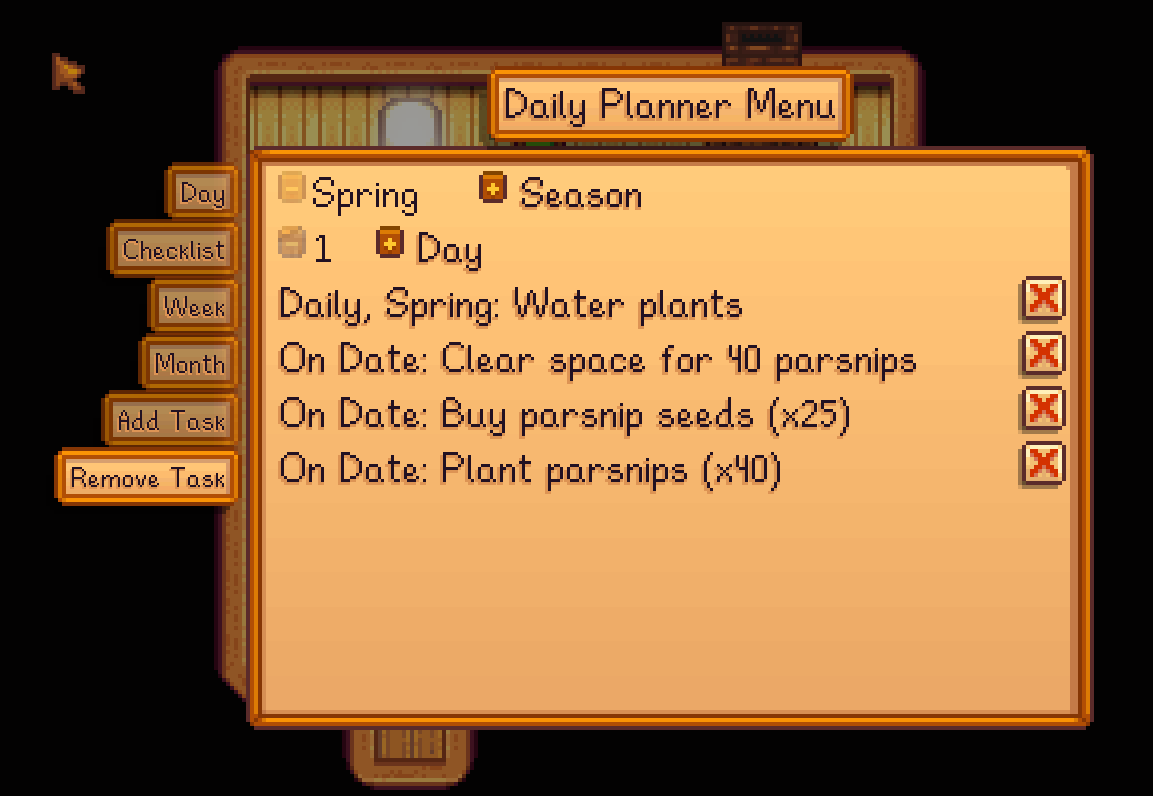 Daily Planner Menu
Day
Checklist
Week
Month
Add Task
Remove Task
Spring Season
1 Day
Daily, Spring: Water plants
On Date: Clear space for 40 parsnips
On Date: Buy parsnip seeds (x25)
On Date: Plant parsnips (x40)